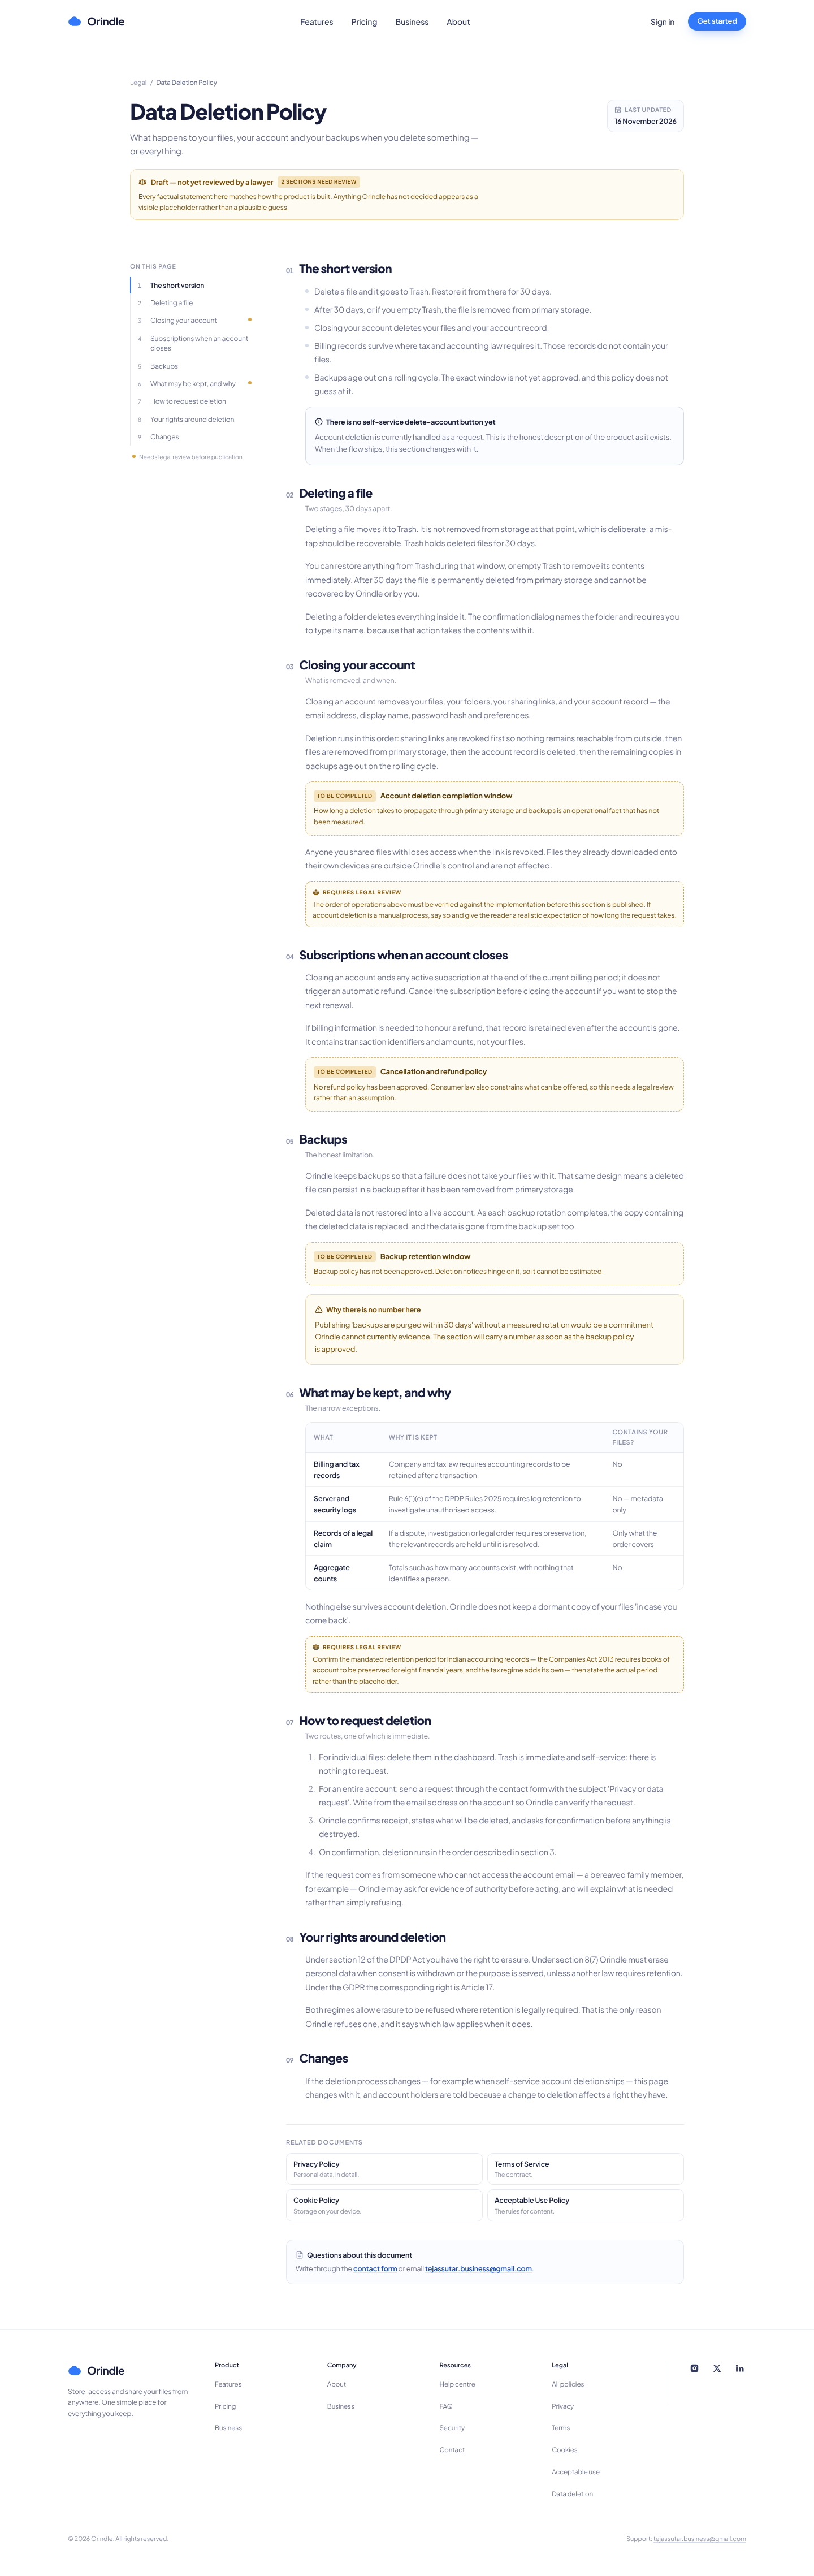 Orindle
Features
Pricing
Business
About
Sign in
Get started
Legal / Data Deletion Policy
Data Deletion Policy
What happens to your files, your account and your backups when you delete something —
or everything.
LAST UPDATED
16 November 2026
Draft — not yet reviewed by a lawyer
2 SECTIONS NEED REVIEW
Every factual statement here matches how the product is built. Anything Orindle has not decided appears as a
visible placeholder rather than a plausible guess.
ON THIS PAGE
1 The short version
2 Deleting a file
3 Closing your account
4 Subscriptions when an account
closes
5 Backups
6 What may be kept, and why
7 How to request deletion
8 Your rights around deletion
9 Changes
Needs legal review before publication
01 The short version
Delete a file and it goes to Trash. Restore it from there for 30 days.
After 30 days, or if you empty Trash, the file is removed from primary storage.
Closing your account deletes your files and your account record.
Billing records survive where tax and accounting law requires it. Those records do not contain your
files.
Backups age out on a rolling cycle. The exact window is not yet approved, and this policy does not
guess at it.
There is no self-service delete-account button yet
Account deletion is currently handled as a request. This is the honest description of the product as it exists.
When the flow ships, this section changes with it.
02 Deleting a file
Two stages, 30 days apart.
Deleting a file moves it to Trash. It is not removed from storage at that point, which is deliberate: a mis-
tap should be recoverable. Trash holds deleted files for 30 days.
You can restore anything from Trash during that window, or empty Trash to remove its contents
immediately. After 30 days the file is permanently deleted from primary storage and cannot be
recovered by Orindle or by you.
Deleting a folder deletes everything inside it. The confirmation dialog names the folder and requires you
to type its name, because that action takes the contents with it.
03 Closing your account
What is removed, and when.
Closing an account removes your files, your folders, your sharing links, and your account record — the
email address, display name, password hash and preferences.
Deletion runs in this order: sharing links are revoked first so nothing remains reachable from outside, then
files are removed from primary storage, then the account record is deleted, then the remaining copies in
backups age out on the rolling cycle.
TO BE COMPLETED Account deletion completion window
How long a deletion takes to propagate through primary storage and backups is an operational fact that has not
been measured.
Anyone you shared files with loses access when the link is revoked. Files they already downloaded onto
their own devices are outside Orindle's control and are not affected.
REQUIRES LEGAL REVIEW
The order of operations above must be verified against the implementation before this section is published. If
account deletion is a manual process, say so and give the reader a realistic expectation of how long the request takes.
04 Subscriptions when an account closes
Closing an account ends any active subscription at the end of the current billing period; it does not
trigger an automatic refund. Cancel the subscription before closing the account if you want to stop the
next renewal.
If billing information is needed to honour a refund, that record is retained even after the account is gone.
It contains transaction identifiers and amounts, not your files.
TO BE COMPLETED Cancellation and refund policy
No refund policy has been approved. Consumer law also constrains what can be offered, so this needs a legal review
rather than an assumption.
05 Backups
The honest limitation.
Orindle keeps backups so that a failure does not take your files with it. That same design means a deleted
file can persist in a backup after it has been removed from primary storage.
Deleted data is not restored into a live account. As each backup rotation completes, the copy containing
the deleted data is replaced, and the data is gone from the backup set too.
TO BE COMPLETED Backup retention window
Backup policy has not been approved. Deletion notices hinge on it, so it cannot be estimated.
Why there is no number here
Publishing 'backups are purged within 30 days' without a measured rotation would be a commitment
Orindle cannot currently evidence. The section will carry a number as soon as the backup policy
is approved.
06 What may be kept, and why
The narrow exceptions.
WHAT
WHY IT IS KEPT
CONTAINS YOUR
FILES?
Billing and tax
records
Company and tax law requires accounting records to be
retained after a transaction.
No
Server and
security logs
Rule 6(1)(e) of the DPDP Rules 2025 requires log retention to
investigate unauthorised access.
No — metadata
only
Records of a legal
claim
If a dispute, investigation or legal order requires preservation,
the relevant records are held until it is resolved.
Only what the
order covers
Aggregate
counts
Totals such as how many accounts exist, with nothing that
identifies a person.
No
Nothing else survives account deletion. Orindle does not keep a dormant copy of your files 'in case you
come back'.
REQUIRES LEGAL REVIEW
Confirm the mandated retention period for Indian accounting records — the Companies Act 2013 requires books of
account to be preserved for eight financial years, and the tax regime adds its own — then state the actual period
rather than the placeholder.
07 How to request deletion
Two routes, one of which is immediate.
1. For individual files: delete them in the dashboard. Trash is immediate and self-service; there is
nothing to request.
2. For an entire account: send a request through the contact form with the subject 'Privacy or data
request'. Write from the email address on the account so Orindle can verify the request.
3. Orindle confirms receipt, states what will be deleted, and asks for confirmation before anything is
destroyed.
4. On confirmation, deletion runs in the order described in section 3.
If the request comes from someone who cannot access the account email — a bereaved family member,
for example — Orindle may ask for evidence of authority before acting, and will explain what is needed
rather than simply refusing.
08 Your rights around deletion
Under section 12 of the DPDP Act you have the right to erasure. Under section 8(7) Orindle must erase
personal data when consent is withdrawn or the purpose is served, unless another law requires retention.
Under the GDPR the corresponding right is Article 17.
Both regimes allow erasure to be refused where retention is legally required. That is the only reason
Orindle refuses one, and it says which law applies when it does.
09 Changes
If the deletion process changes — for example when self-service account deletion ships — this page
changes with it, and account holders are told because a change to deletion affects a right they have.
RELATED DOCUMENTS
Privacy Policy
Personal data, in detail.
Terms of Service
The contract.
Cookie Policy
Storage on your device.
Acceptable Use Policy
The rules for content.
Questions about this document
Write through the contact form or email tejassutar.business@gmail.com.
Orindle
Store, access and share your files from
anywhere. One simple place for
everything you keep.
Product
Features
Pricing
Business
Company
About
Business
Resources
Help centre
FAQ
Security
Contact
Legal
All policies
Privacy
Terms
Cookies
Acceptable use
Data deletion
© 2026 Orindle. All rights reserved.
Support: tejassutar.business@gmail.com